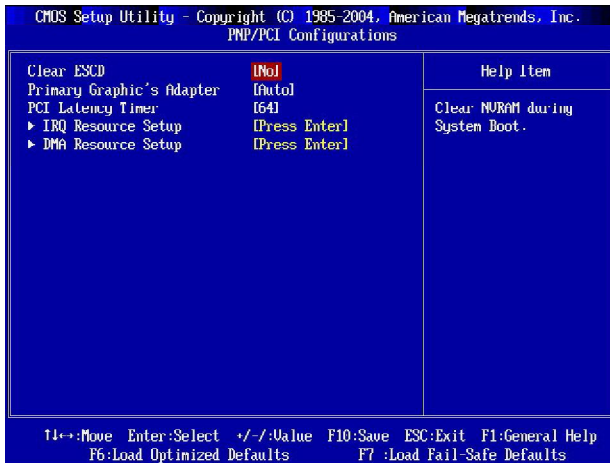 CMOS Setup Utility - Copyright (C) 1985-2004, American Megatrends, Inc.
PNP/PCI Configurations
Clear ESCD [No]
Primary Graphic's Adapter [Auto]
PCI Latency Timer [64]
► IRQ Resource Setup [Press Enter]
► DMA Resource Setup [Press Enter]
Help Item
Clear NVRAM during
System Boot.
↑↓←→:Move Enter:Select +/-/:Value F10:Save ESC:Exit F1:General Help
F6:Load Optimized Defaults F7 :Load Fail-Safe Defaults